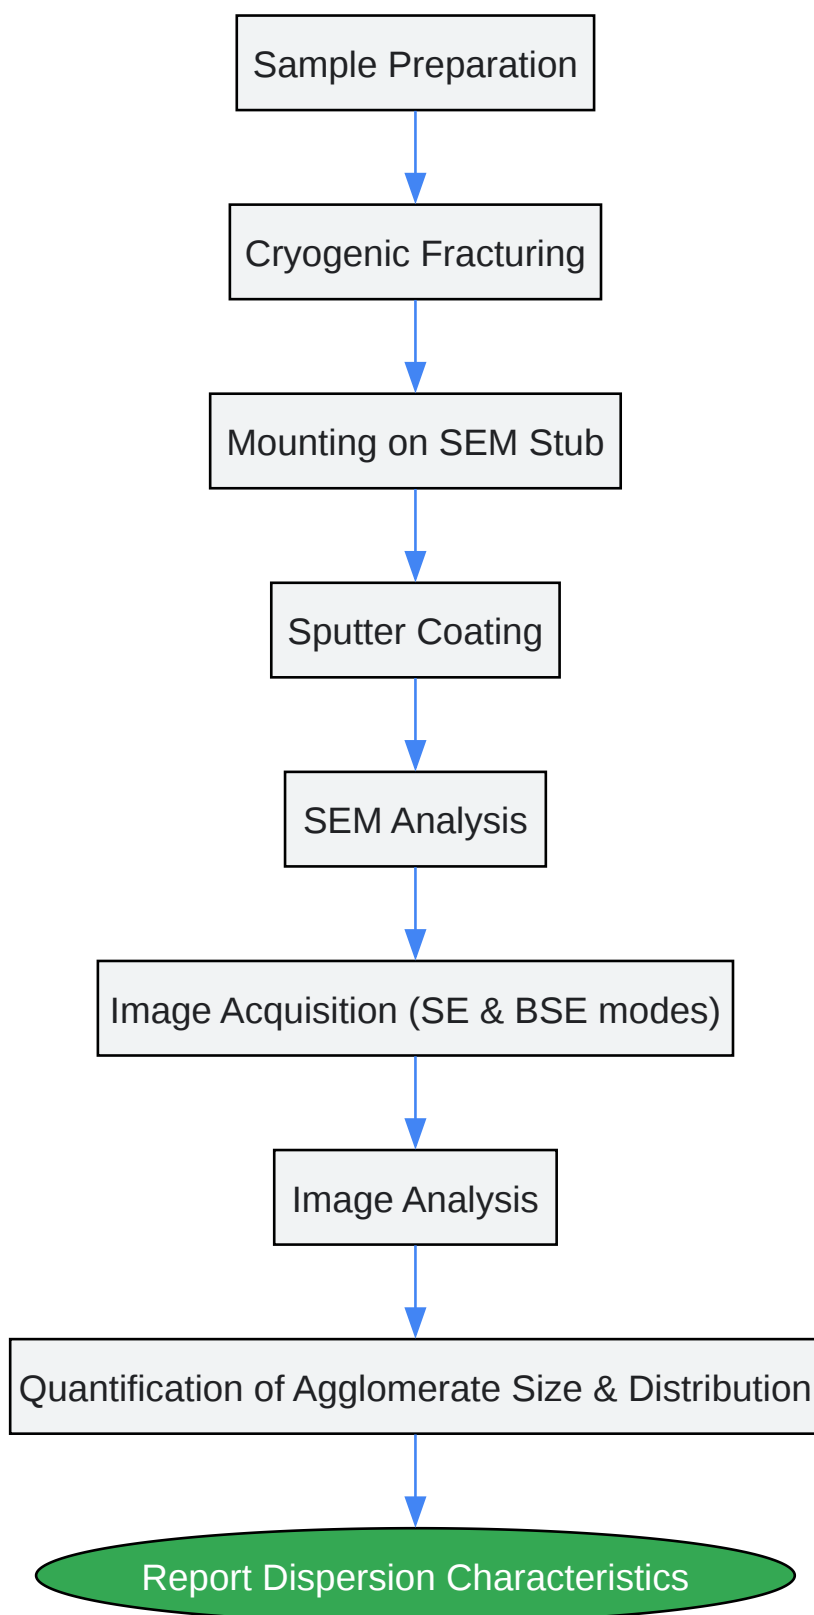 Sample Preparation
Cryogenic Fracturing
Mounting on SEM Stub
Sputter Coating
SEM Analysis
Image Acquisition (SE & BSE modes)
Image Analysis
Quantification of Agglomerate Size & Distribution
Report Dispersion Characteristics